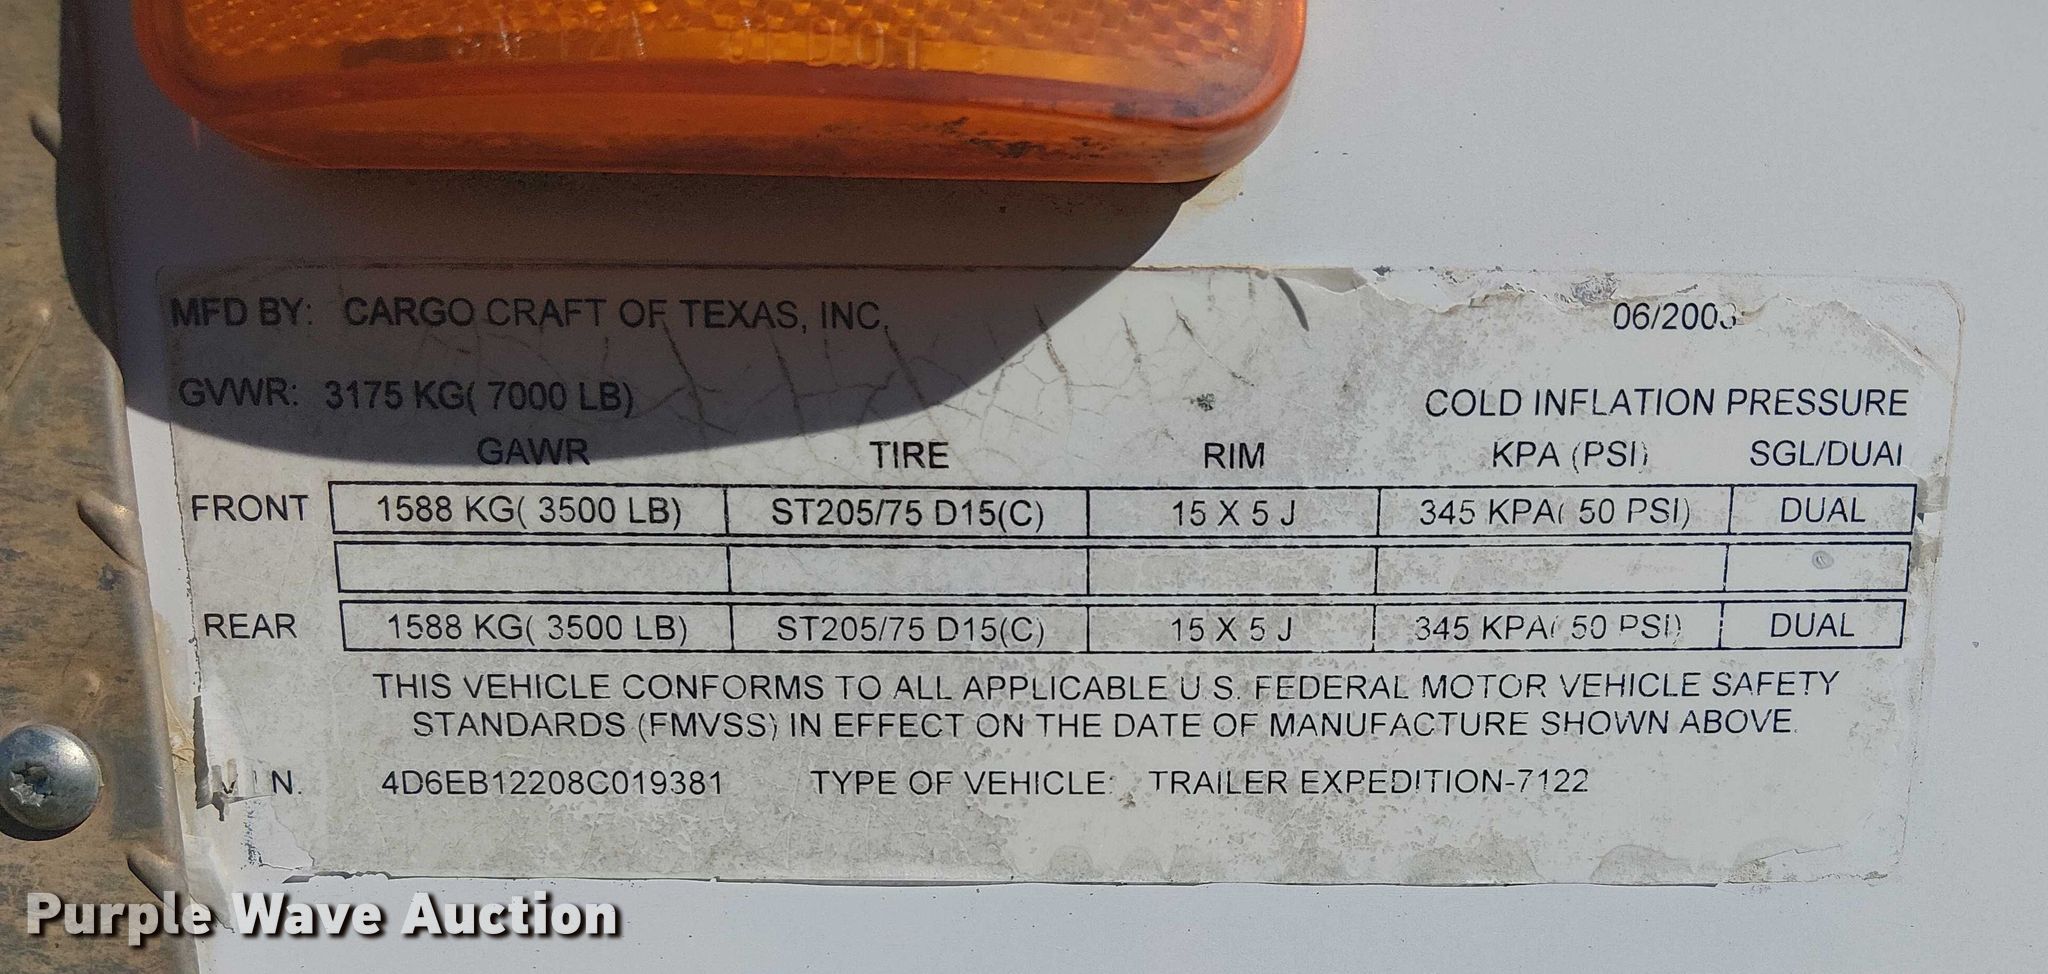 MFD BY: CARGO CRAFT OF TEXAS, INC.
GVWR: 3175 KG( 7000 LB)
COLD INFLATION PRESSURE
GAWR TIRE RIM KPA (PSI) SGL/DUAL
FRONT 1588 KG( 3500 LB) ST205/75 D15(C) 15 X 5 J 345 KPA( 50 PSI) DUAL
REAR 1588 KG( 3500 LB) ST205/75 D15(C) 15 X 5 J 345 KPA( 50 PSI) DUAL
THIS VEHICLE CONFORMS TO ALL APPLICABLE U.S. FEDERAL MOTOR VEHICLE SAFETY
STANDARDS (FMVSS) IN EFFECT ON THE DATE OF MANUFACTURE SHOWN ABOVE.
V.I.N. 4D6EB12208C019381 TYPE OF VEHICLE: TRAILER EXPEDITION-7122
Purple Wave Auction